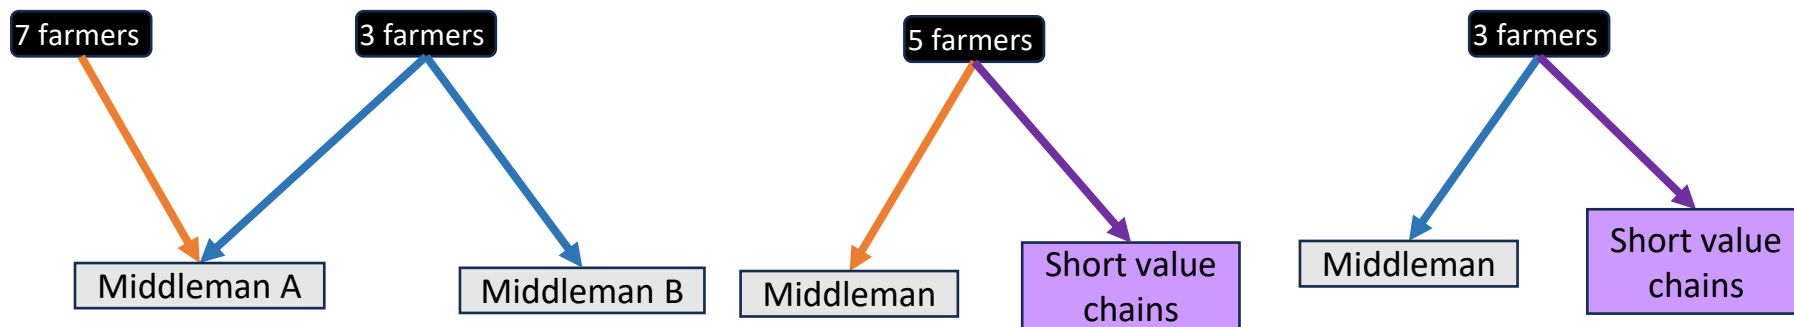 7 farmers
3 farmers
5 farmers
3 farmers
Middleman A
Middleman B
Middleman
Short value
chains
Middleman
Short value
chains